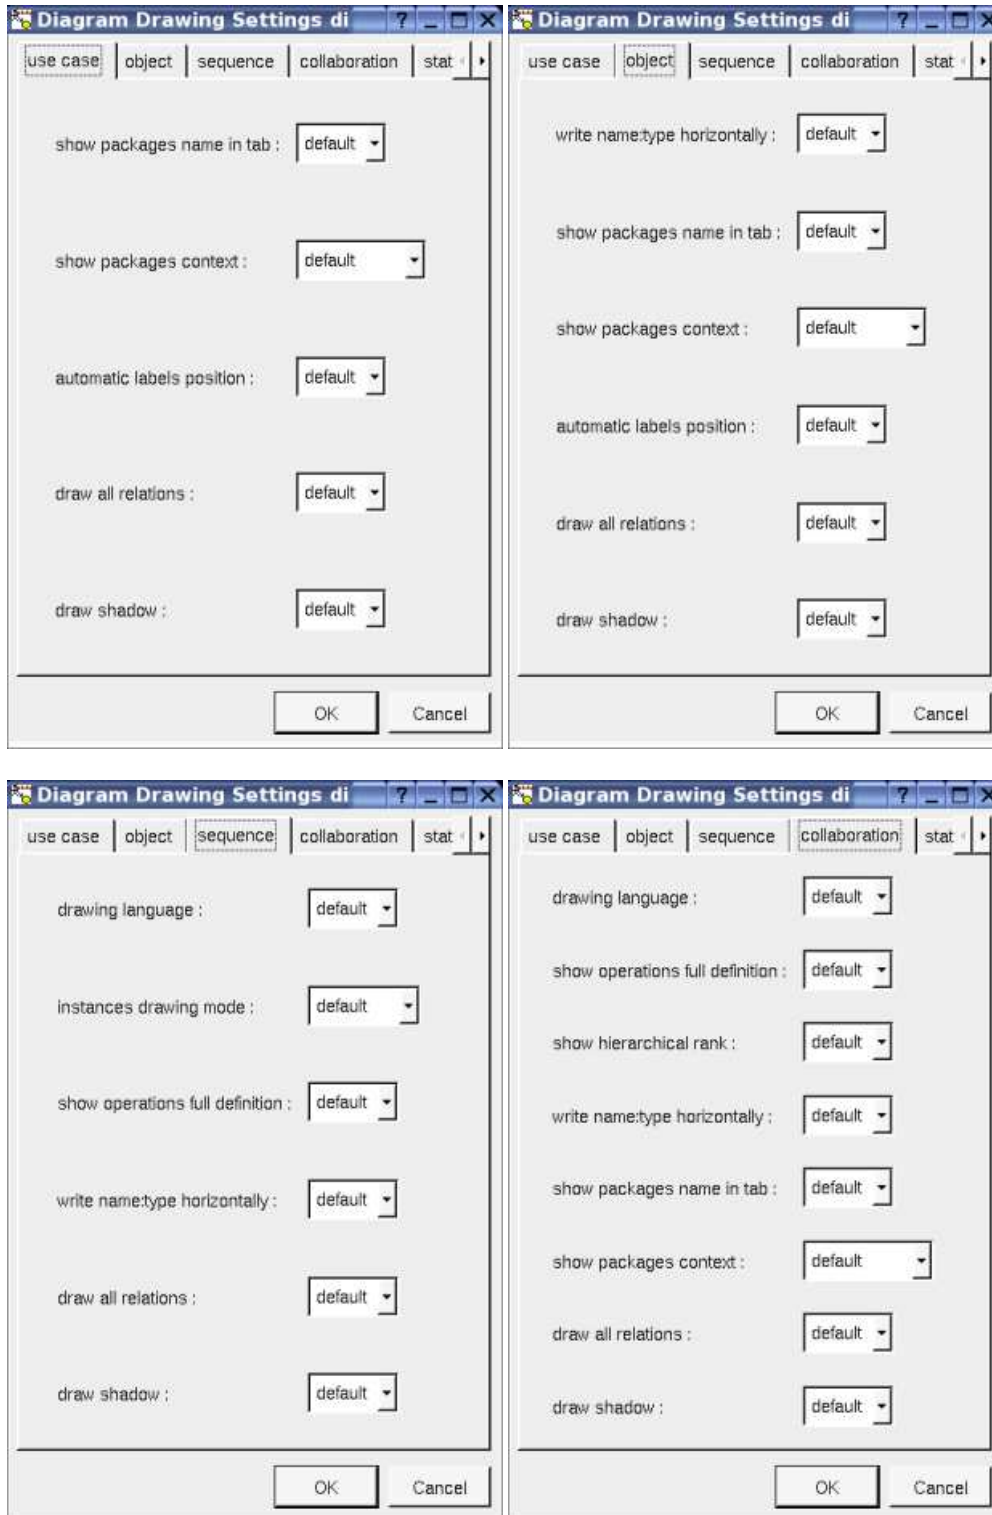 Diagram Drawing Settings di
use case object sequence collaboration stat
show packages name in tab : default
show packages context : default
automatic labels position : default
draw all relations : default
draw shadow : default
OK Cancel
Diagram Drawing Settings di
use case object sequence collaboration stat
write name:type horizontally : default
show packages name in tab : default
show packages context : default
automatic labels position : default
draw all relations : default
draw shadow : default
OK Cancel
Diagram Drawing Settings di
use case object sequence collaboration stat
drawing language : default
instances drawing mode : default
show operations full definition : default
write name:type horizontally : default
draw all relations : default
draw shadow : default
OK Cancel
Diagram Drawing Settings di
use case object sequence collaboration stat
drawing language : default
show operations full definition : default
show hierarchical rank : default
write name:type horizontally : default
show packages name in tab : default
show packages context : default
draw all relations : default
draw shadow : default
OK Cancel